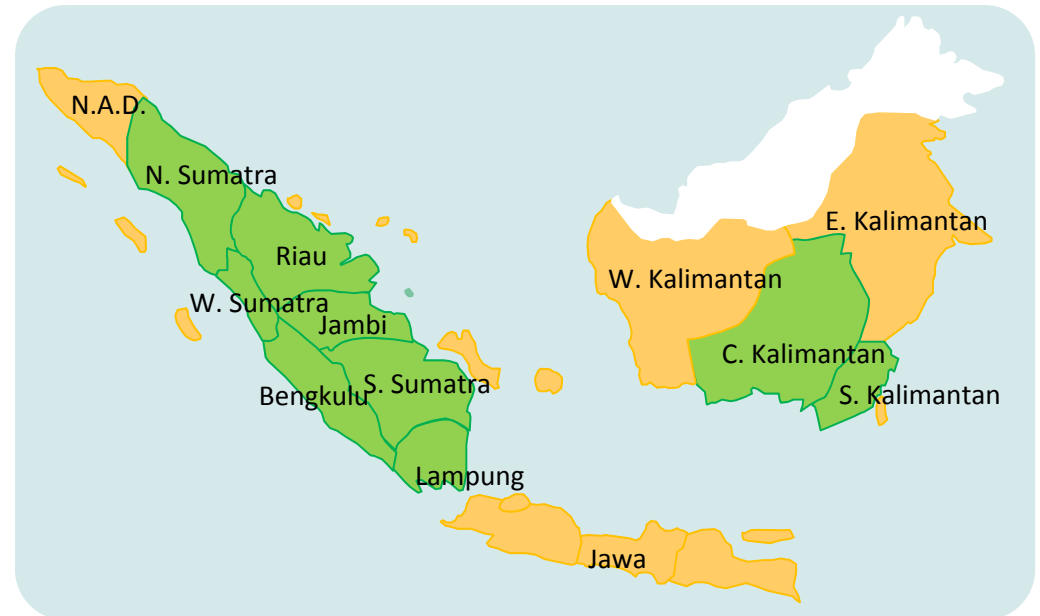 N.A.D.
N. Sumatra
E. Kalimantan
Riau
W. Kalimantan
W. Sumatra
Jambi
C. Kalimantan
S. Sumatra
Bengkulu
S. Kalimantan
Lampung
Jawa